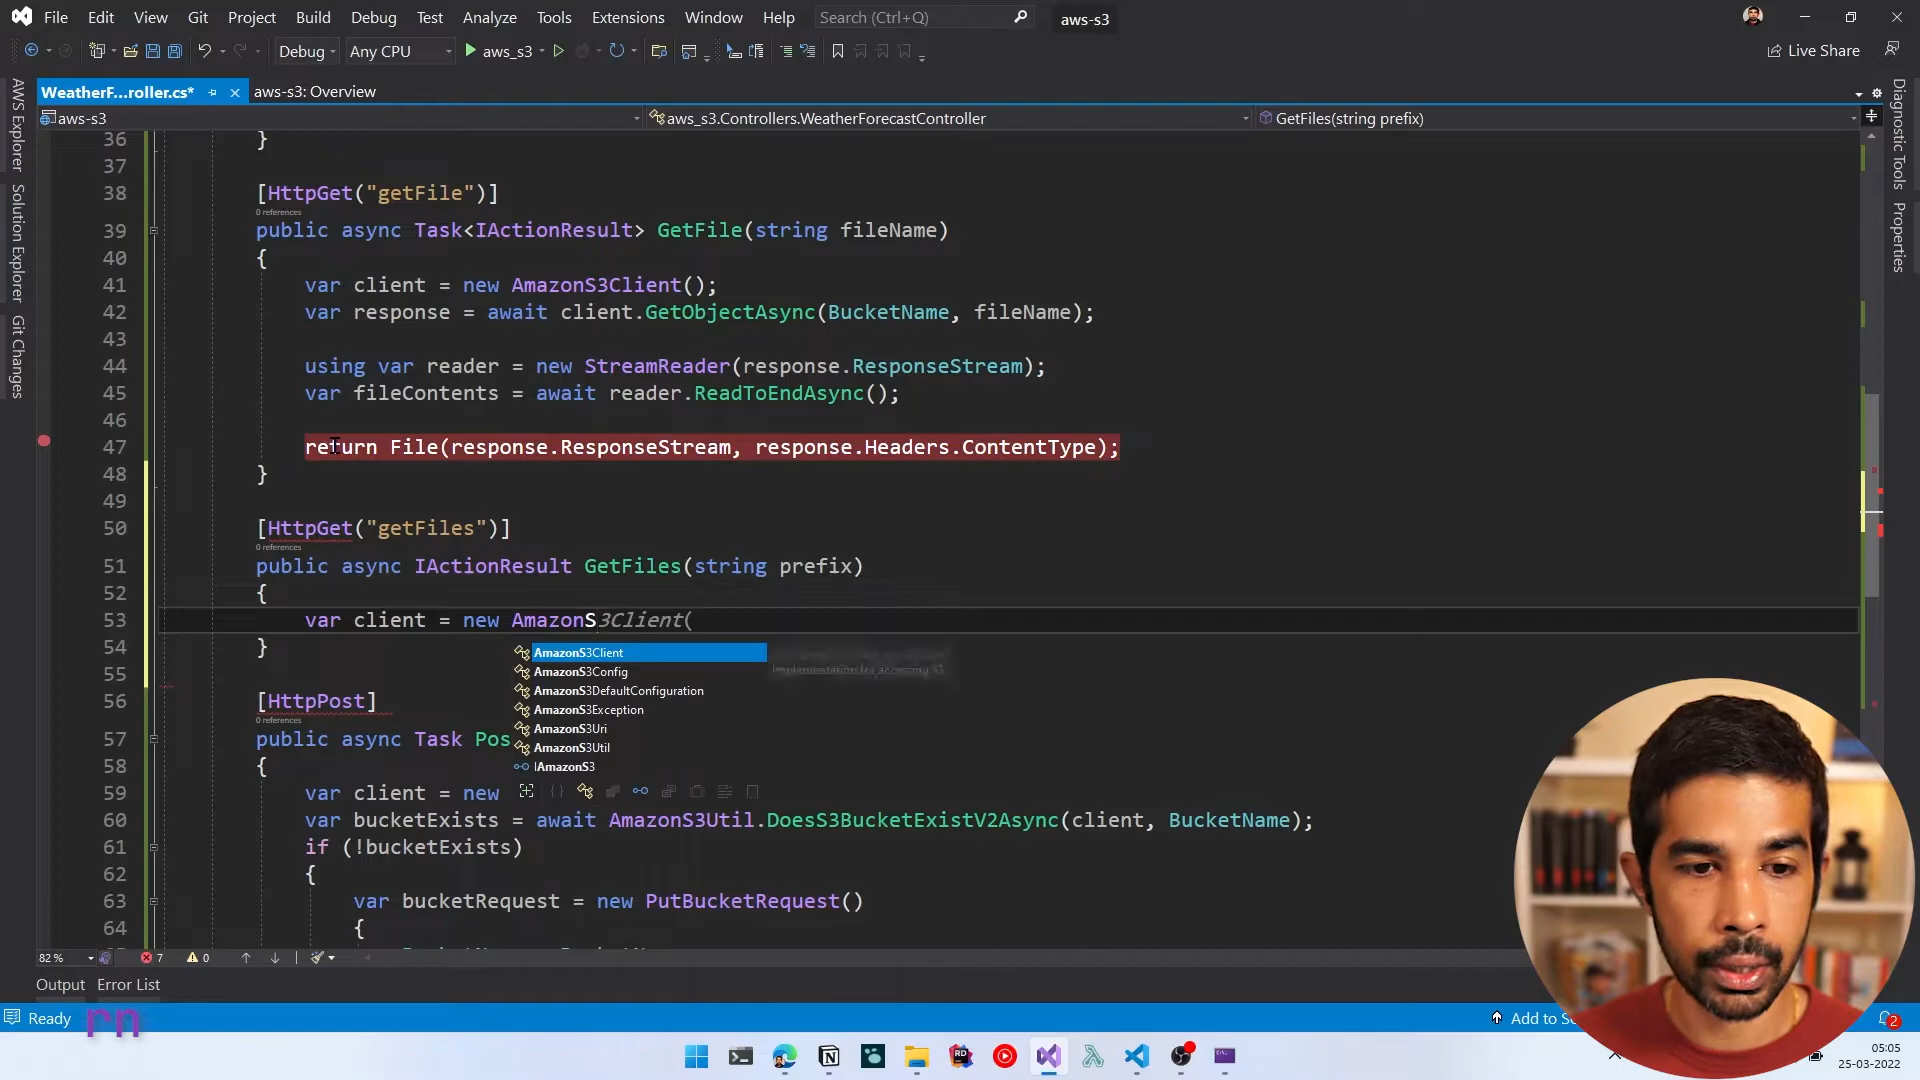 File Edit View Git Project Build Debug Test Analyze Tools Extensions Window Help Search (Ctrl+Q) aws-s3
Debug Any CPU aws_s3 Live Share
WeatherF...roller.cs* aws-s3: Overview
aws-s3 aws_s3.Controllers.WeatherForecastController GetFiles(string prefix)
AWS Explorer
Solution Explorer
Git Changes
Diagnostic Tools
Properties
36 }
37
38 [HttpGet("getFile")]
0 references
39 public async Task<IActionResult> GetFile(string fileName)
40 {
41 var client = new AmazonS3Client();
42 var response = await client.GetObjectAsync(BucketName, fileName);
43
44 using var reader = new StreamReader(response.ResponseStream);
45 var fileContents = await reader.ReadToEndAsync();
46
47 return File(response.ResponseStream, response.Headers.ContentType);
48 }
49
50 [HttpGet("getFiles")]
0 references
51 public async IActionResult GetFiles(string prefix)
52 {
53 var client = new AmazonS3Client(
54 }
AmazonS3Client
AmazonS3Config
AmazonS3DefaultConfiguration
AmazonS3Exception
AmazonS3Uri
AmazonS3Util
IAmazonS3
55
56 [HttpPost]
0 references
57 public async Task Pos
58 {
59 var client = new
60 var bucketExists = await AmazonS3Util.DoesS3BucketExistV2Async(client, BucketName);
61 if (!bucketExists)
62 {
63 var bucketRequest = new PutBucketRequest()
64 {
82 % 7 0
Output Error List
Ready rn Add to 2
05:05
25-03-2022